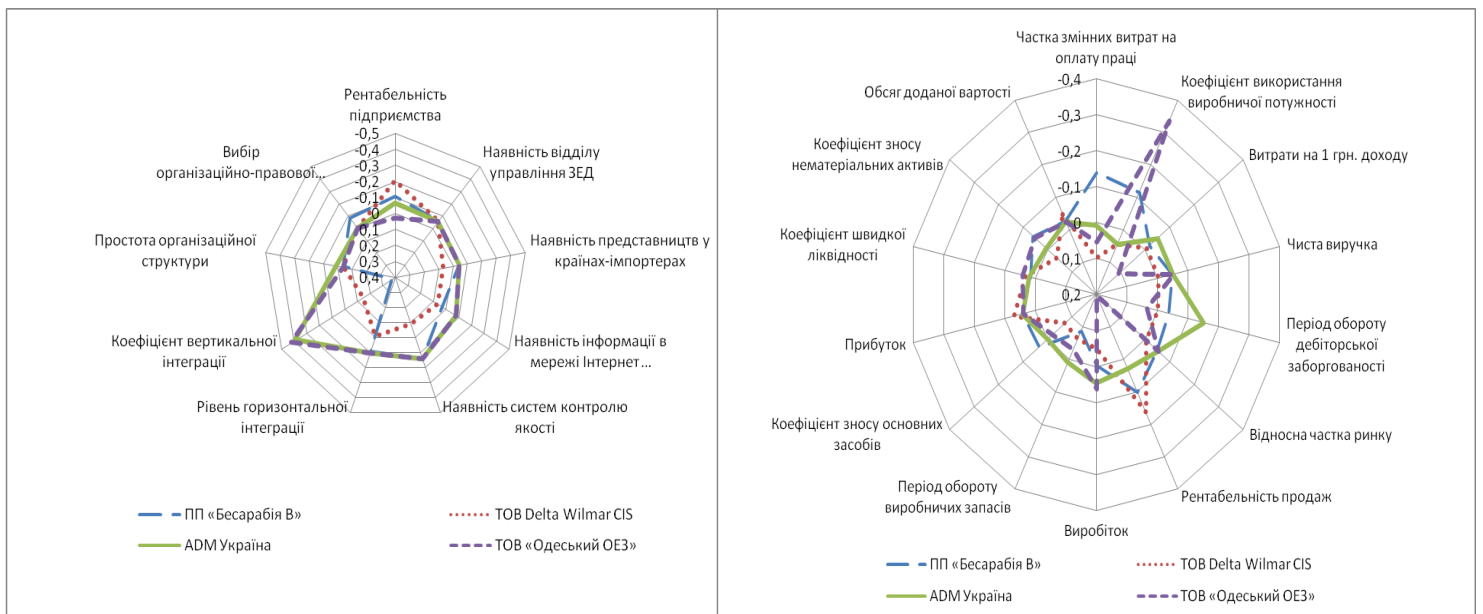 Рентабельність
підприємства
Наявність відділу
управління ЗЕД
Наявність представництв у
країнах-імпортерах
Наявність інформації в
мережі Інтернет ...
Наявність систем контролю
якості
Рівень горизонтальної
інтеграції
Коефіцієнт вертикальної
інтеграції
Простота організаційної
структури
Вибір
організаційно-правової...
-0,5
-0,4
-0,3
-0,2
-0,1
0
0,1
0,2
0,3
0,4
ПП «Бесарабія В»
ТОВ Delta Wilmar CIS
ADM Україна
ТОВ «Одеський ОЕЗ»
Частка змінних витрат на
оплату праці
Коефіцієнт використання
виробничої потужності
Витрати на 1 грн. доходу
Чиста виручка
Період обороту
дебіторської
заборгованості
Відносна частка ринку
Рентабельність продаж
Виробіток
Період обороту
виробничих запасів
Коефіцієнт зносу основних
засобів
Прибуток
Коефіцієнт швидкої
ліквідності
Коефіцієнт зносу
нематеріальних активів
Обсяг доданої вартості
-0,4
-0,3
-0,2
-0,1
0
0,1
0,2
ПП «Бесарабія В»
ТОВ Delta Wilmar CIS
ADM Україна
ТОВ «Одеський ОЕЗ»